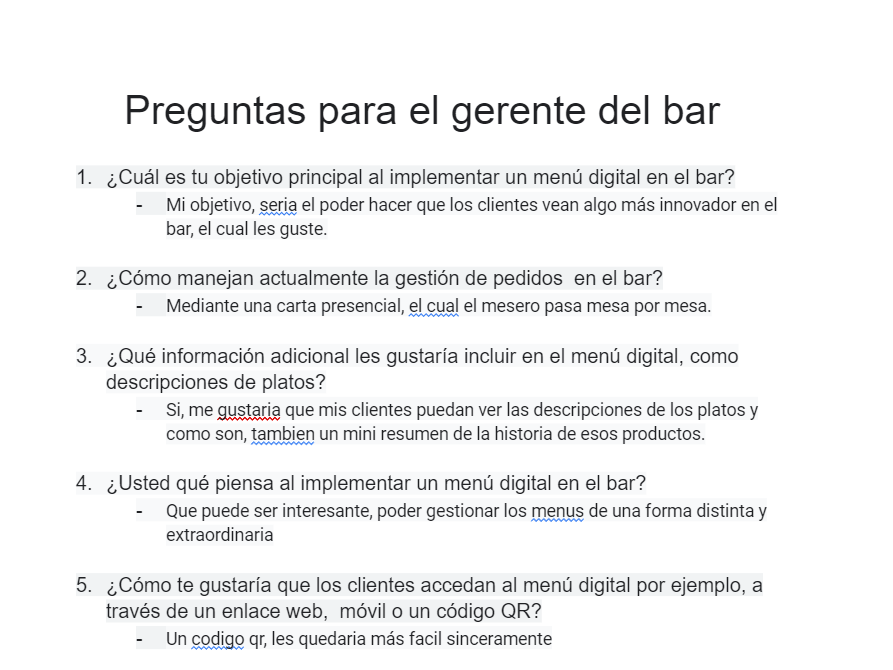 Preguntas para el gerente del bar
1. ¿Cuál es tu objetivo principal al implementar un menú digital en el bar?
- Mi objetivo, seria el poder hacer que los clientes vean algo más innovador en el
bar, el cual les guste.
2. ¿Cómo manejan actualmente la gestión de pedidos  en el bar?
- Mediante una carta presencial, el cual el mesero pasa mesa por mesa.
3. ¿Qué información adicional les gustaría incluir en el menú digital, como
descripciones de platos?
- Si, me gustaria que mis clientes puedan ver las descripciones de los platos y
como son, tambien un mini resumen de la historia de esos productos.
4. ¿Usted qué piensa al implementar un menú digital en el bar?
- Que puede ser interesante, poder gestionar los menus de una forma distinta y
extraordinaria
5. ¿Cómo te gustaría que los clientes accedan al menú digital por ejemplo, a
través de un enlace web,  móvil o un código QR?
- Un codigo qr, les quedaria más facil sinceramente